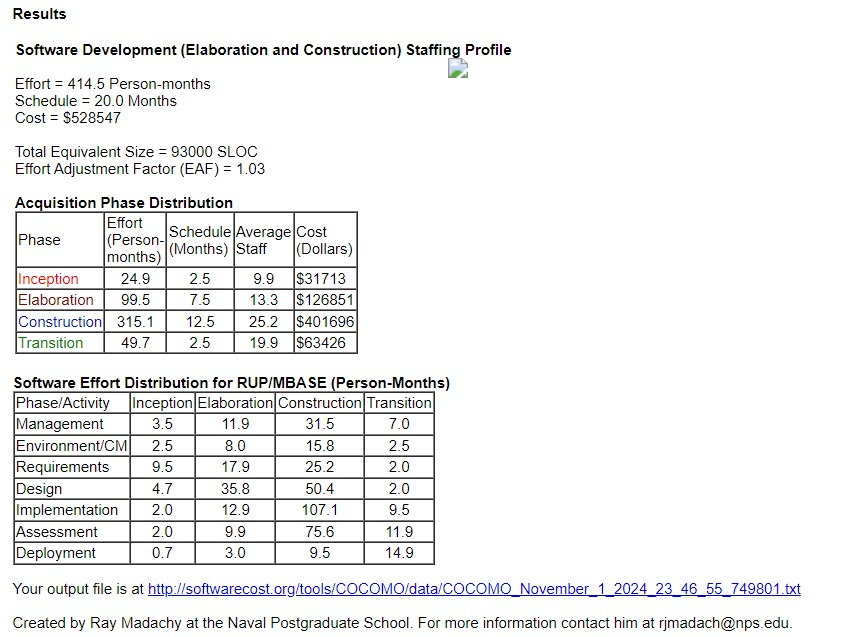 Results
Software Development (Elaboration and Construction) Staffing Profile
Effort = 414.5 Person-months
Schedule = 20.0 Months
Cost = $528547
Total Equivalent Size = 93000 SLOC
Effort Adjustment Factor (EAF) = 1.03
Acquisition Phase Distribution
Phase Effort (Person-months) Schedule (Months) Average Staff Cost (Dollars)
Inception 24.9 2.5 9.9 $31713
Elaboration 99.5 7.5 13.3 $126851
Construction 315.1 12.5 25.2 $401696
Transition 49.7 2.5 19.9 $63426
Software Effort Distribution for RUP/MBASE (Person-Months)
Phase/Activity Inception Elaboration Construction Transition
Management 3.5 11.9 31.5 7.0
Environment/CM 2.5 8.0 15.8 2.5
Requirements 9.5 17.9 25.2 2.0
Design 4.7 35.8 50.4 2.0
Implementation 2.0 12.9 107.1 9.5
Assessment 2.0 9.9 75.6 11.9
Deployment 0.7 3.0 9.5 14.9
Your output file is at http://softwarecost.org/tools/COCOMO/data/COCOMO_November_1_2024_23_46_55_749801.txt
Created by Ray Madachy at the Naval Postgraduate School. For more information contact him at rjmadach@nps.edu.